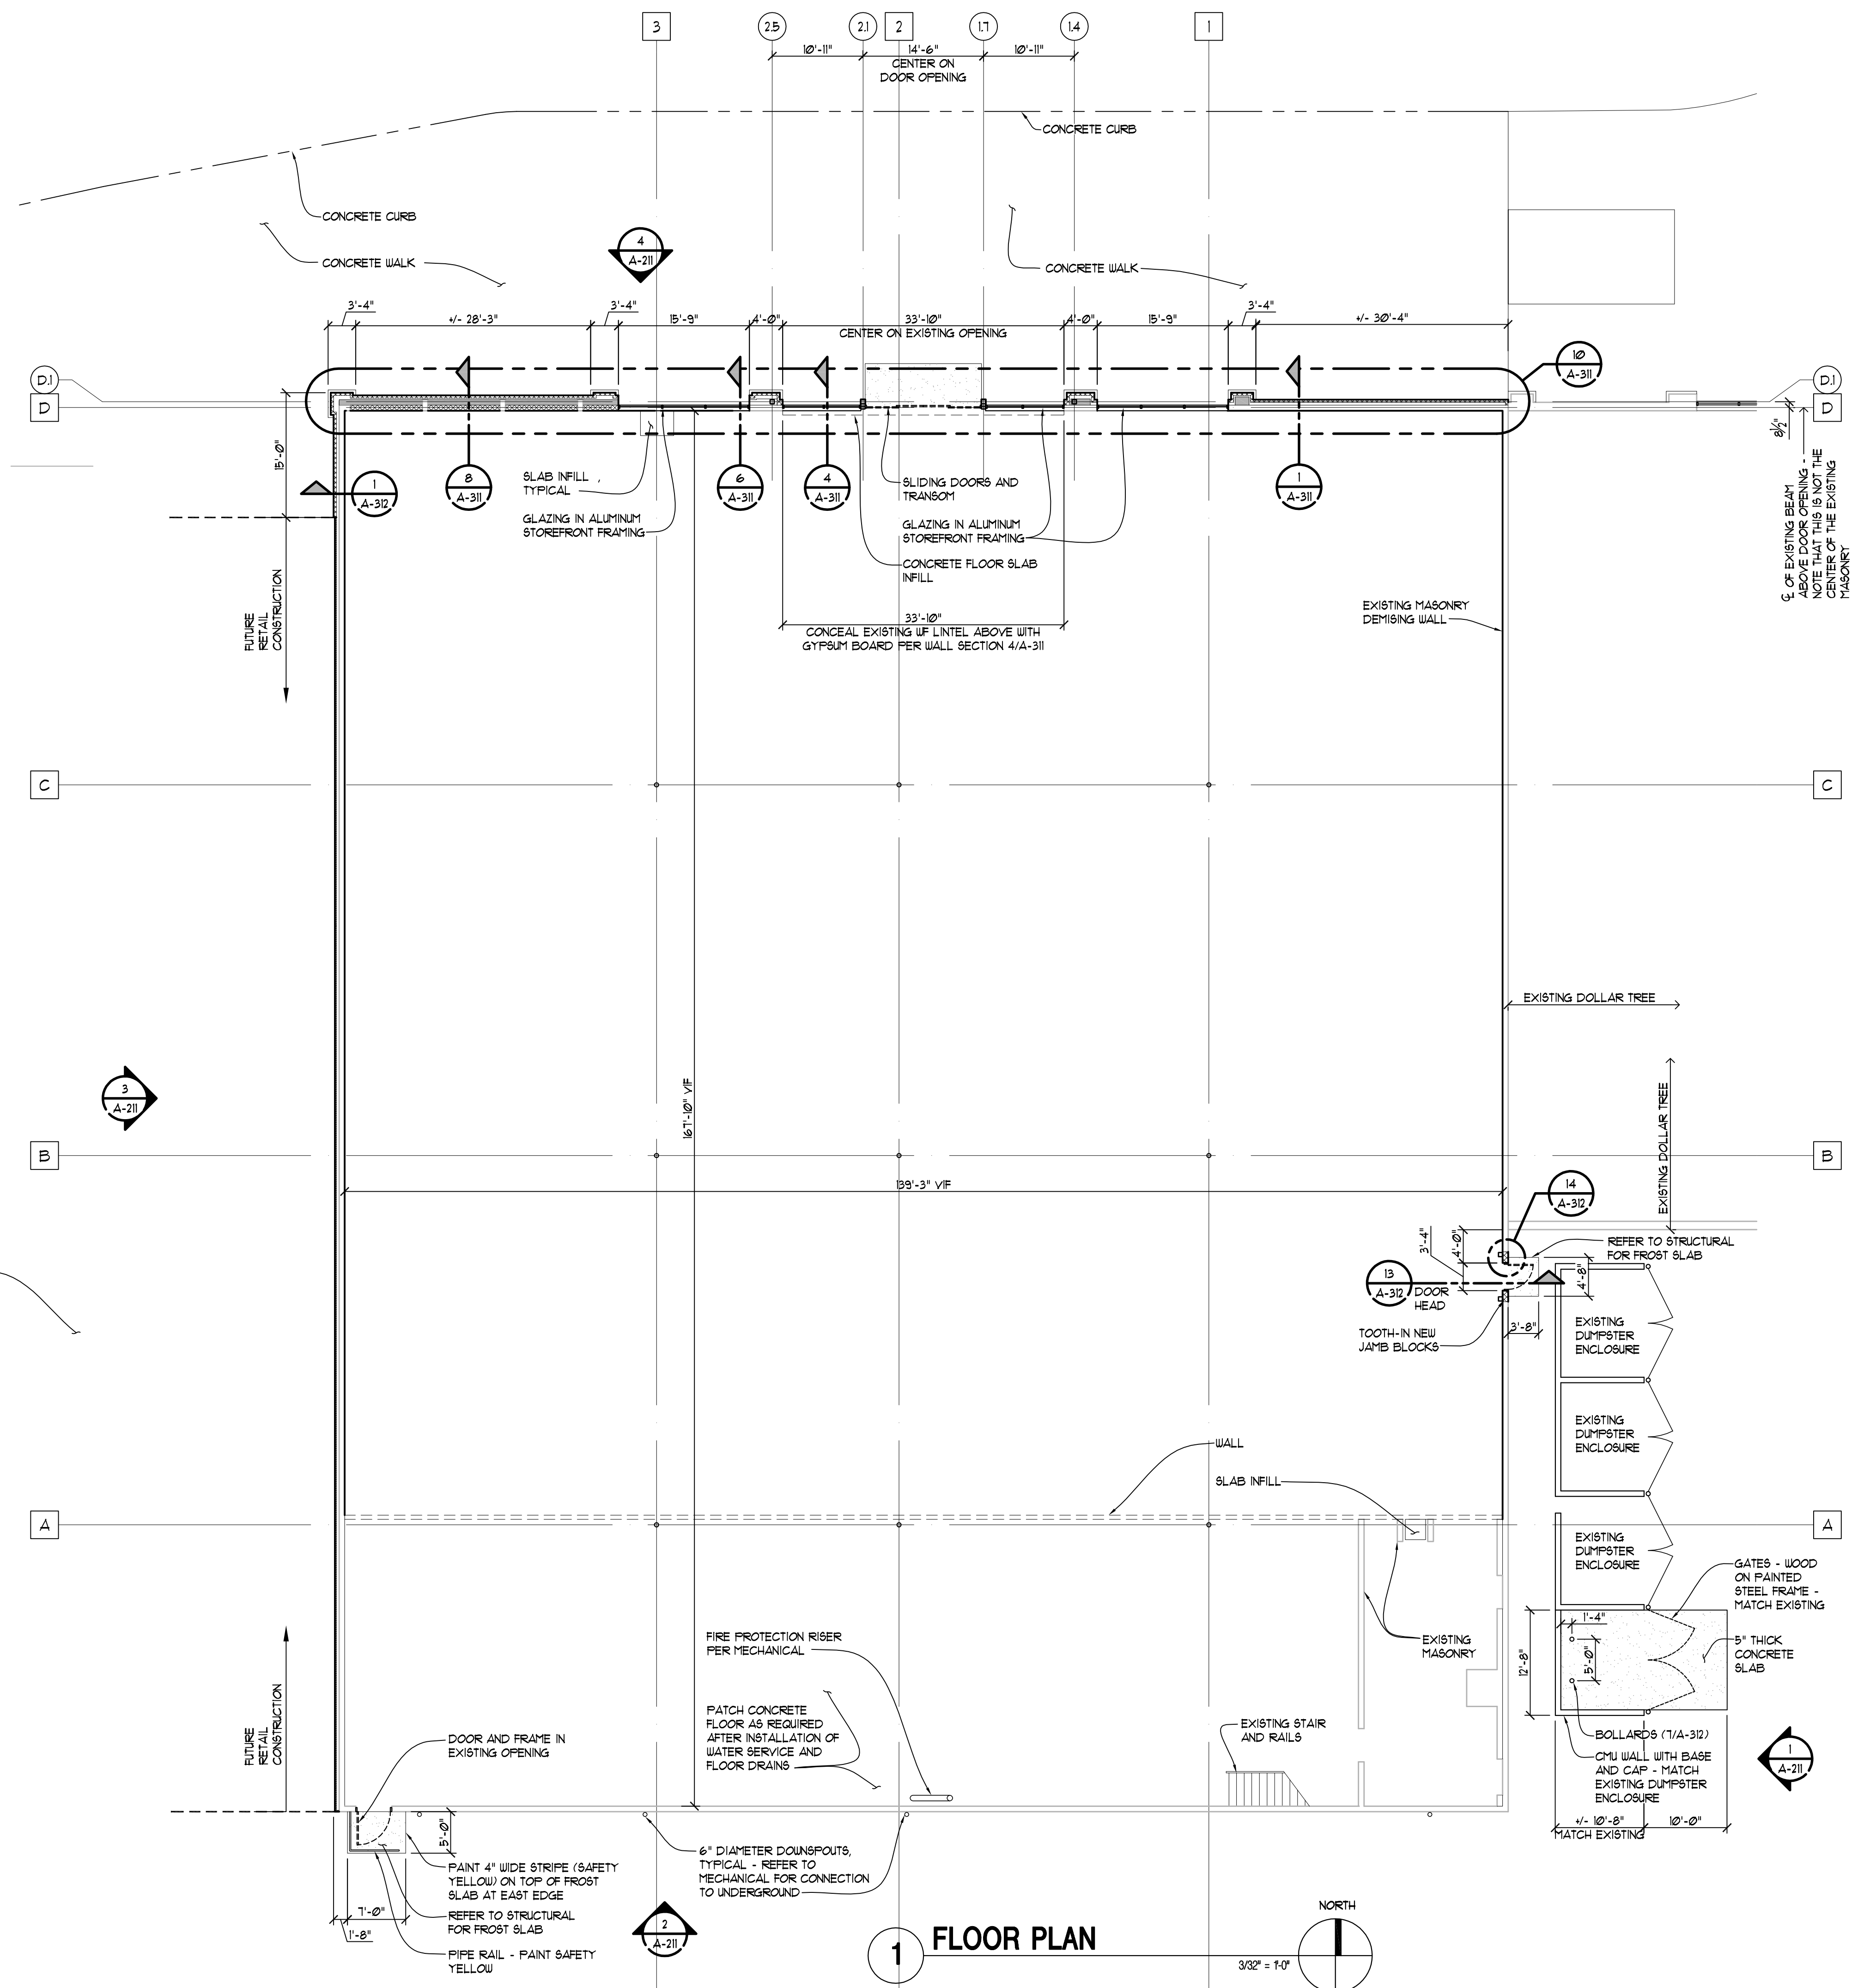 3
2.5
2.1
2
1.7
1.4
1
10'-11"
14'-6"
10'-11"
CENTER ON
DOOR OPENING
CONCRETE CURB
CONCRETE CURB
CONCRETE WALK
4
A-211
CONCRETE WALK
3'-4"
+/- 28'-3"
3'-4"
15'-9"
4'-0"
33'-10"
4'-0"
15'-9"
3'-4"
+/- 30'-4"
CENTER ON EXISTING OPENING
10
A-311
D.1
D
D.1
D
8 1/2"
15'-0"
1
A-312
8
A-311
SLAB INFILL ,
TYPICAL
GLAZING IN ALUMINUM
STOREFRONT FRAMING
6
A-311
4
A-311
SLIDING DOORS AND
TRANSOM
GLAZING IN ALUMINUM
STOREFRONT FRAMING
CONCRETE FLOOR SLAB
INFILL
1
A-311
℄ OF EXISTING BEAM
ABOVE DOOR OPENING -
NOTE THAT THIS IS NOT THE
CENTER OF THE EXISTING
MASONRY
FUTURE
RETAIL
CONSTRUCTION
33'-10"
CONCEAL EXISTING WF LINTEL ABOVE WITH
GYPSUM BOARD PER WALL SECTION 4/A-311
EXISTING MASONRY
DEMISING WALL
C
C
EXISTING DOLLAR TREE
3
A-211
167'-10" VIF
EXISTING DOLLAR TREE
B
B
139'-3" VIF
14
A-312
3'-4"
4'-0"
REFER TO STRUCTURAL
FOR FROST SLAB
13
A-312
DOOR
HEAD
4'-8"
3'-8"
TOOTH-IN NEW
JAMB BLOCKS
EXISTING
DUMPSTER
ENCLOSURE
EXISTING
DUMPSTER
ENCLOSURE
WALL
SLAB INFILL
A
A
EXISTING
DUMPSTER
ENCLOSURE
GATES - WOOD
ON PAINTED
STEEL FRAME -
MATCH EXISTING
1'-4"
5'-0"
12'-8"
5" THICK
CONCRETE
SLAB
FIRE PROTECTION RISER
PER MECHANICAL
EXISTING
MASONRY
FUTURE
RETAIL
CONSTRUCTION
DOOR AND FRAME IN
EXISTING OPENING
PATCH CONCRETE
FLOOR AS REQUIRED
AFTER INSTALLATION OF
WATER SERVICE AND
FLOOR DRAINS
EXISTING STAIR
AND RAILS
BOLLARDS (7/A-312)
CMU WALL WITH BASE
AND CAP - MATCH
EXISTING DUMPSTER
ENCLOSURE
1
A-211
+/- 10'-8"
10'-0"
MATCH EXISTING
5'-0"
6" DIAMETER DOWNSPOUTS,
TYPICAL - REFER TO
MECHANICAL FOR CONNECTION
TO UNDERGROUND
PAINT 4" WIDE STRIPE (SAFETY
YELLOW) ON TOP OF FROST
SLAB AT EAST EDGE
7'-0"
1'-8"
REFER TO STRUCTURAL
FOR FROST SLAB
PIPE RAIL - PAINT SAFETY
YELLOW
2
A-211
1
FLOOR PLAN
3/32" = 1'-0"
NORTH